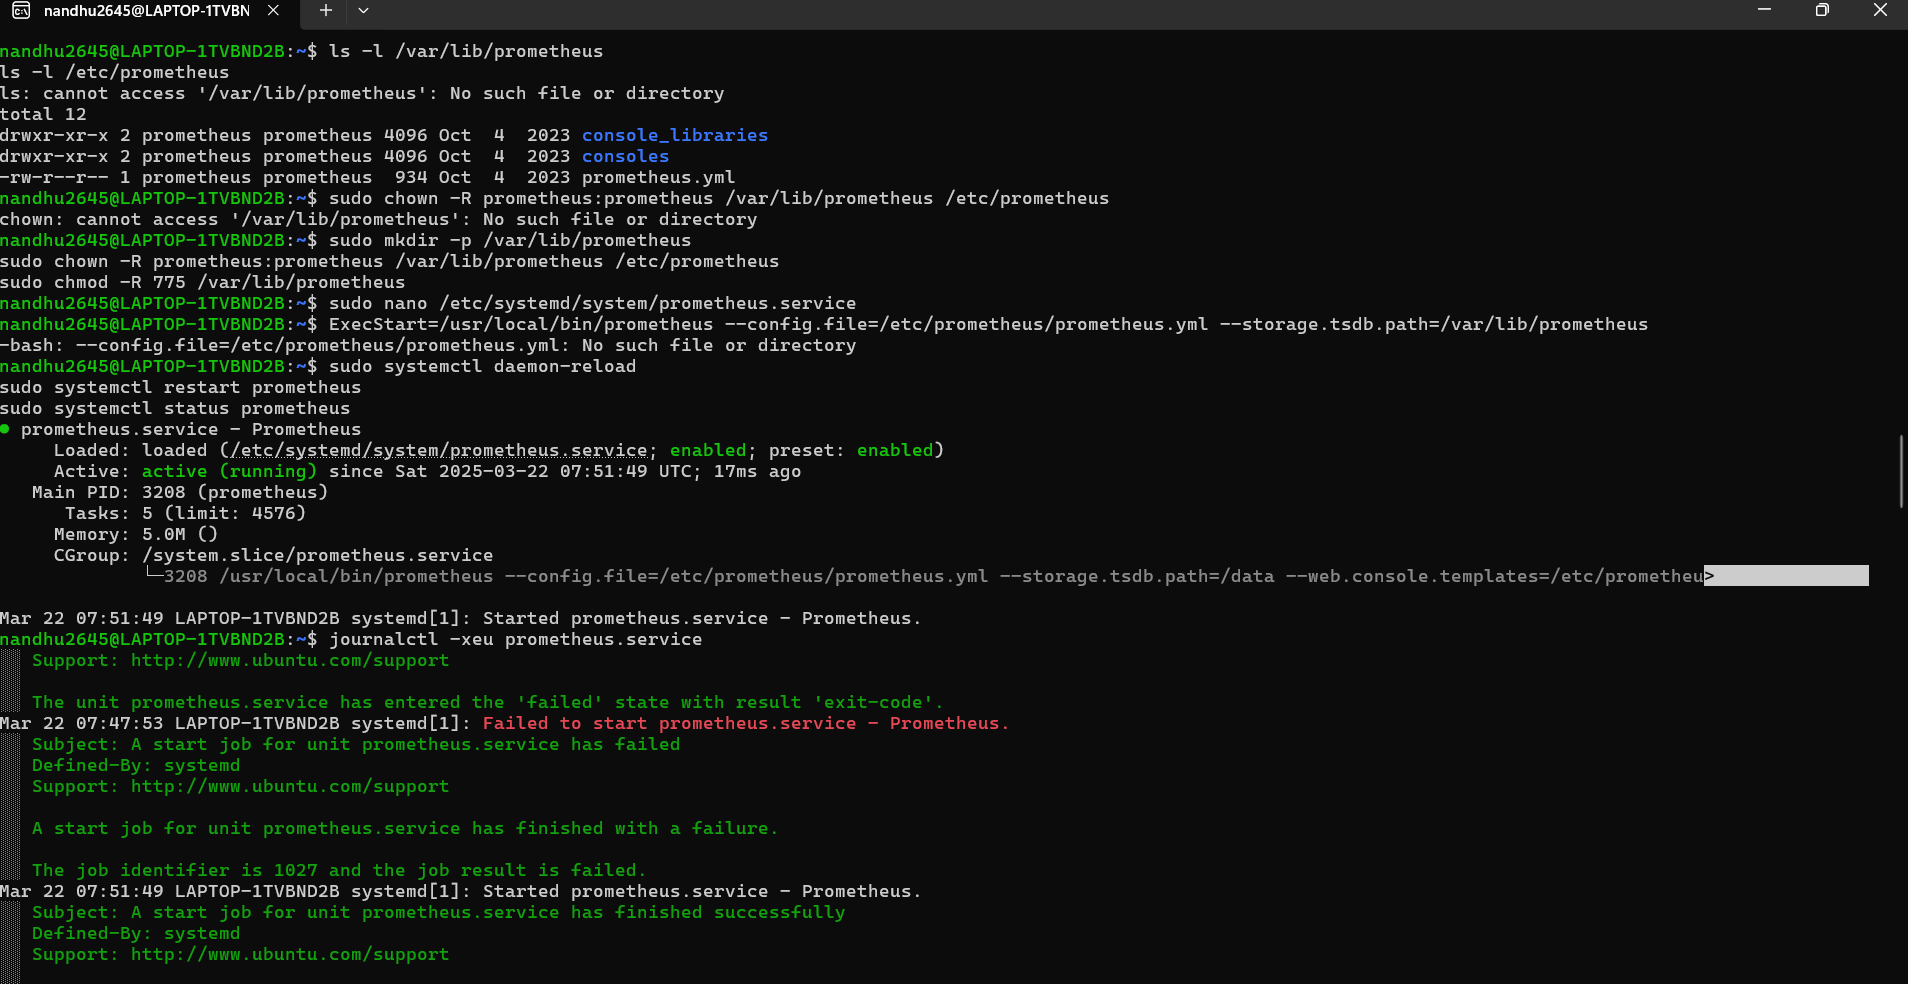 nandhu2645@LAPTOP-1TVBN
nandhu2645@LAPTOP-1TVBND2B:~$ ls -l /var/lib/prometheus
ls -l /etc/prometheus
ls: cannot access '/var/lib/prometheus': No such file or directory
total 12
drwxr-xr-x 2 prometheus prometheus 4096 Oct  4  2023 console_libraries
drwxr-xr-x 2 prometheus prometheus 4096 Oct  4  2023 consoles
-rw-r--r-- 1 prometheus prometheus  934 Oct  4  2023 prometheus.yml
nandhu2645@LAPTOP-1TVBND2B:~$ sudo chown -R prometheus:prometheus /var/lib/prometheus /etc/prometheus
chown: cannot access '/var/lib/prometheus': No such file or directory
nandhu2645@LAPTOP-1TVBND2B:~$ sudo mkdir -p /var/lib/prometheus
sudo chown -R prometheus:prometheus /var/lib/prometheus /etc/prometheus
sudo chmod -R 775 /var/lib/prometheus
nandhu2645@LAPTOP-1TVBND2B:~$ sudo nano /etc/systemd/system/prometheus.service
nandhu2645@LAPTOP-1TVBND2B:~$ ExecStart=/usr/local/bin/prometheus --config.file=/etc/prometheus/prometheus.yml --storage.tsdb.path=/var/lib/prometheus
-bash: --config.file=/etc/prometheus/prometheus.yml: No such file or directory
nandhu2645@LAPTOP-1TVBND2B:~$ sudo systemctl daemon-reload
sudo systemctl restart prometheus
sudo systemctl status prometheus
● prometheus.service - Prometheus
     Loaded: loaded (/etc/systemd/system/prometheus.service; enabled; preset: enabled)
     Active: active (running) since Sat 2025-03-22 07:51:49 UTC; 17ms ago
   Main PID: 3208 (prometheus)
      Tasks: 5 (limit: 4576)
     Memory: 5.0M ()
     CGroup: /system.slice/prometheus.service
             └─3208 /usr/local/bin/prometheus --config.file=/etc/prometheus/prometheus.yml --storage.tsdb.path=/data --web.console.templates=/etc/prometheu>
Mar 22 07:51:49 LAPTOP-1TVBND2B systemd[1]: Started prometheus.service - Prometheus.
nandhu2645@LAPTOP-1TVBND2B:~$ journalctl -xeu prometheus.service
Support: http://www.ubuntu.com/support
The unit prometheus.service has entered the 'failed' state with result 'exit-code'.
Mar 22 07:47:53 LAPTOP-1TVBND2B systemd[1]: Failed to start prometheus.service - Prometheus.
Subject: A start job for unit prometheus.service has failed
Defined-By: systemd
Support: http://www.ubuntu.com/support
A start job for unit prometheus.service has finished with a failure.
The job identifier is 1027 and the job result is failed.
Mar 22 07:51:49 LAPTOP-1TVBND2B systemd[1]: Started prometheus.service - Prometheus.
Subject: A start job for unit prometheus.service has finished successfully
Defined-By: systemd
Support: http://www.ubuntu.com/support